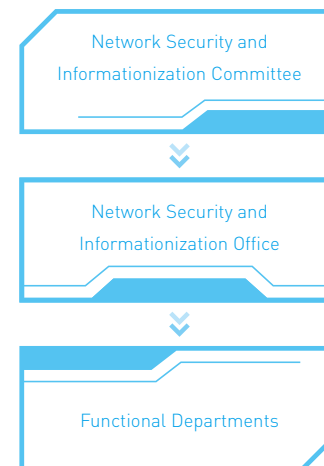 Network Security and
Informationization Committee
Network Security and
Informationization Office
Functional Departments